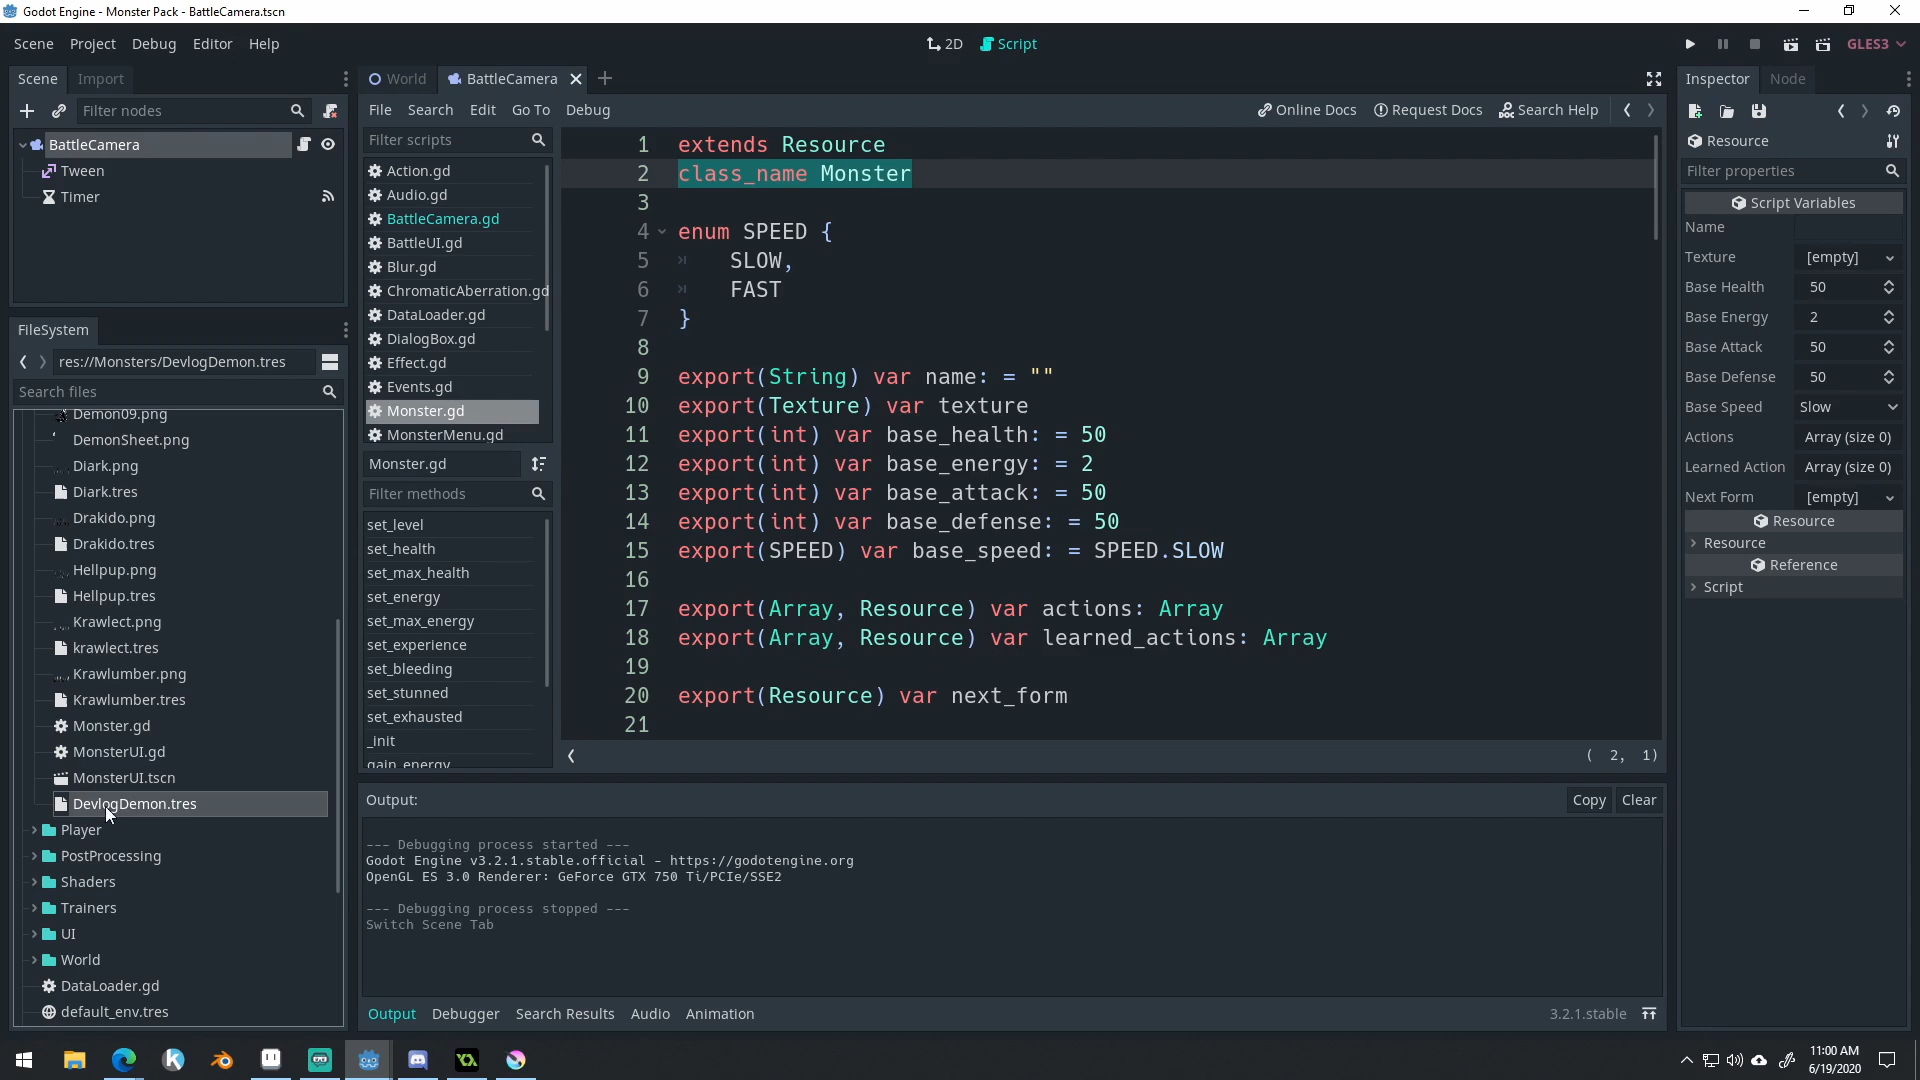 Godot Engine - Monster Pack - BattleCamera.tscn
Scene Project Debug Editor Help
2D Script
GLES3
Scene Import
Filter nodes
BattleCamera
Tween
Timer
FileSystem
res://Monsters/DevlogDemon.tres
Search files
Demon09.png
DemonSheet.png
Diark.png
Diark.tres
Drakido.png
Drakido.tres
Hellpup.png
Hellpup.tres
Krawlect.png
krawlect.tres
Krawlumber.png
Krawlumber.tres
Monster.gd
MonsterUI.gd
MonsterUI.tscn
DevlogDemon.tres
Player
PostProcessing
Shaders
Trainers
UI
World
DataLoader.gd
default_env.tres
World BattleCamera
File Search Edit Go To Debug
Online Docs Request Docs Search Help
Filter scripts
Action.gd
Audio.gd
BattleCamera.gd
BattleUI.gd
Blur.gd
ChromaticAberration.gd
DataLoader.gd
DialogBox.gd
Effect.gd
Events.gd
Monster.gd
MonsterMenu.gd
Monster.gd
Filter methods
set_level
set_health
set_max_health
set_energy
set_max_energy
set_experience
set_bleeding
set_stunned
set_exhausted
_init
gain_energy
1 extends Resource
2 class_name Monster
3
4 enum SPEED {
5 SLOW,
6 FAST
7 }
8
9 export(String) var name: = ""
10 export(Texture) var texture
11 export(int) var base_health: = 50
12 export(int) var base_energy: = 2
13 export(int) var base_attack: = 50
14 export(int) var base_defense: = 50
15 export(SPEED) var base_speed: = SPEED.SLOW
16
17 export(Array, Resource) var actions: Array
18 export(Array, Resource) var learned_actions: Array
19
20 export(Resource) var next_form
21
( 2, 1)
Output:
Copy Clear
--- Debugging process started ---
Godot Engine v3.2.1.stable.official - https://godotengine.org
OpenGL ES 3.0 Renderer: GeForce GTX 750 Ti/PCIe/SSE2
--- Debugging process stopped ---
Switch Scene Tab
Output Debugger Search Results Audio Animation
3.2.1.stable
Inspector Node
Resource
Filter properties
Script Variables
Name
Texture [empty]
Base Health 50
Base Energy 2
Base Attack 50
Base Defense 50
Base Speed Slow
Actions Array (size 0)
Learned Action Array (size 0)
Next Form [empty]
Resource
Resource
Reference
Script
11:00 AM
6/19/2020